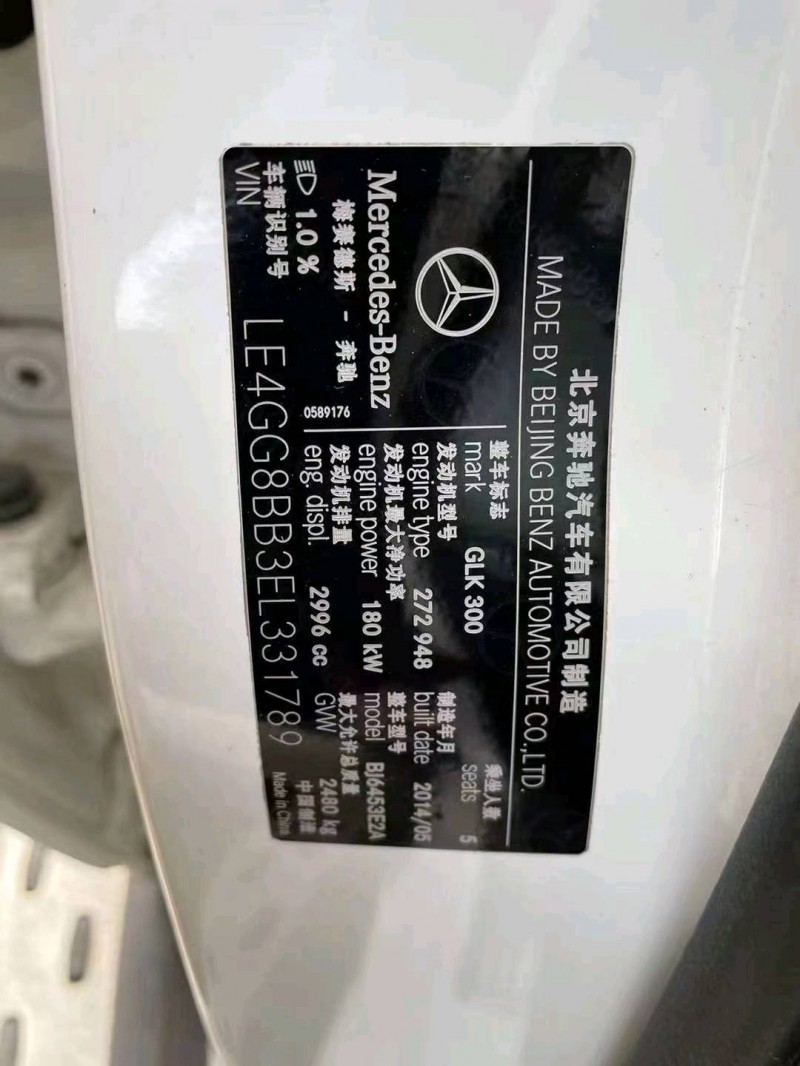 北京奔驰汽车有限公司制造
MADE BY BEIJING BENZ AUTOMOTIVE CO.,LTD.
Mercedes-Benz
梅赛德斯 - 奔驰
1.0 %
0589176
整车标志
mark GLK 300
乘坐人数
seats 5
发动机型号
engine type 272 948
制造年月
built date 2014/05
发动机最大净功率
engine power 180 kW
整车型号
model BJ6453E2A
发动机排量
eng. displ. 2996 cc
最大允许总质量
GVW 2480 kg
车辆识别号
VIN LE4GG8BB3EL331789
中国制造
Made in China